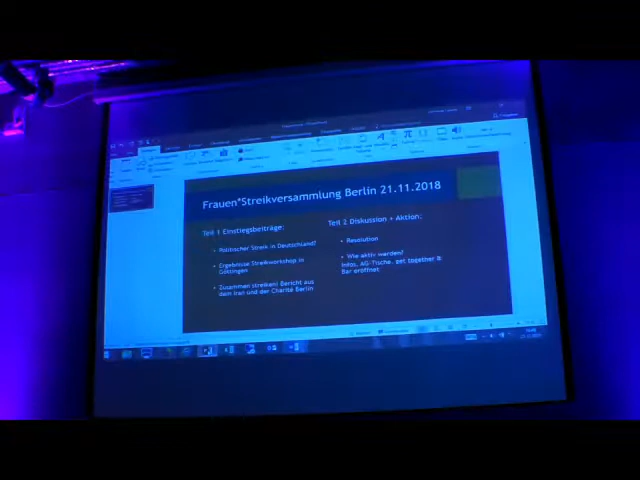 Frauen*Streikversammlung Berlin 21.11.2018
Teil 1 Einstiegsbeiträge:
Politischer Streik in Deutschland?
Ergebnisse Streikworkshop in
Göttingen
Zusammen streiken! Bericht aus
dem Iran und der Charité Berlin
Teil 2 Diskussion + Aktion:
Resolution
Wie aktiv werden?
Infos, AG-Tische, get together &
Bar eröffnet